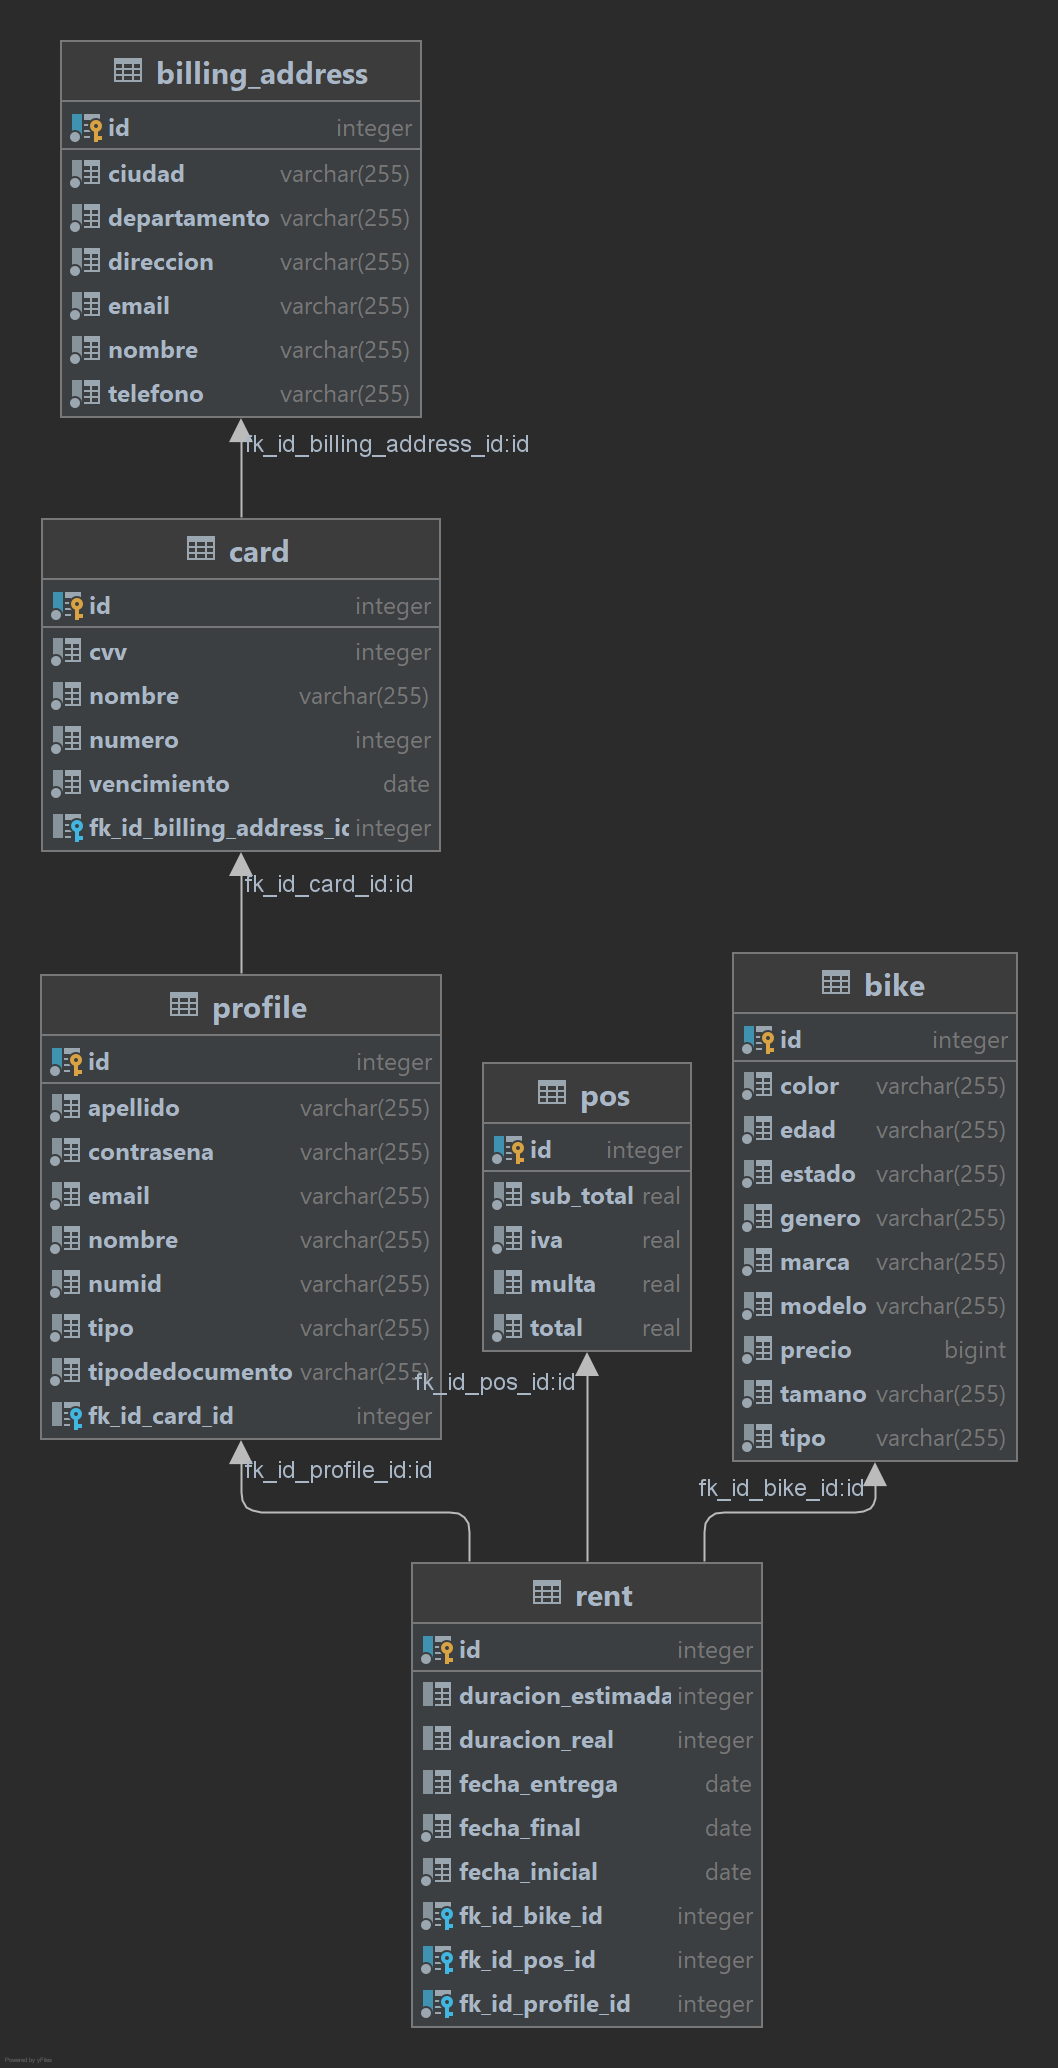 billing_address
id integer
ciudad varchar(255)
departamento varchar(255)
direccion varchar(255)
email varchar(255)
nombre varchar(255)
telefono varchar(255)
fk_id_billing_address_id:id
card
id integer
cvv integer
nombre varchar(255)
numero integer
vencimiento date
fk_id_billing_address_id integer
fk_id_card_id:id
profile
id integer
apellido varchar(255)
contrasena varchar(255)
email varchar(255)
nombre varchar(255)
numid varchar(255)
tipo varchar(255)
tipodedocumento varchar(255)
fk_id_card_id integer
fk_id_profile_id:id
pos
id integer
sub_total real
iva real
multa real
total real
fk_id_pos_id:id
bike
id integer
color varchar(255)
edad varchar(255)
estado varchar(255)
genero varchar(255)
marca varchar(255)
modelo varchar(255)
precio bigint
tamano varchar(255)
tipo varchar(255)
fk_id_bike_id:id
rent
id integer
duracion_estimada integer
duracion_real integer
fecha_entrega date
fecha_final date
fecha_inicial date
fk_id_bike_id integer
fk_id_pos_id integer
fk_id_profile_id integer
Powered by yFiles